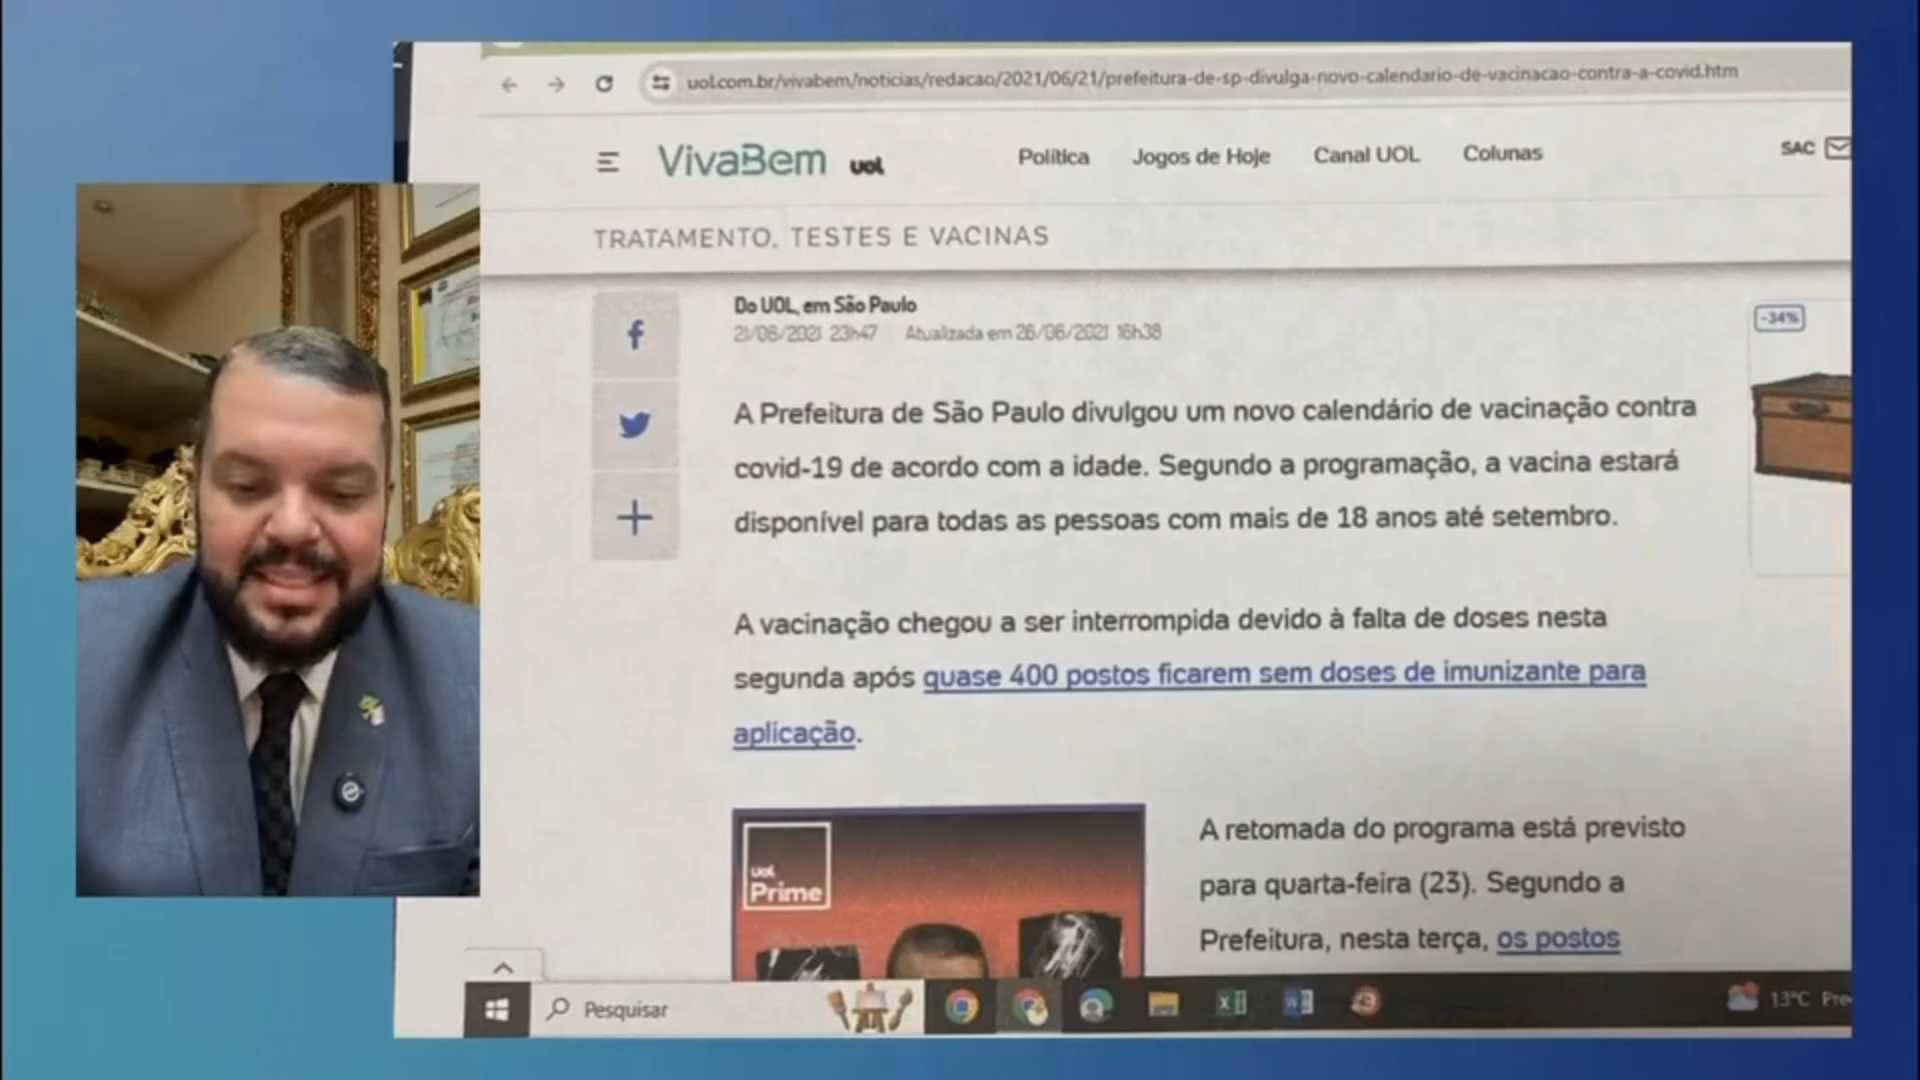 uol.com.br/vivabem/noticias/redacao/2021/06/21/prefeitura-de-sp-divulga-novo-calendario-de-vacinacao-contra-a-covid.htm
VivaBem uol Política Jogos de Hoje Canal UOL Colunas SAC
TRATAMENTO, TESTES E VACINAS
Do UOL, em São Paulo
21/06/2021 23h47 Atualizada em 26/06/2021 16h38
-34%
A Prefeitura de São Paulo divulgou um novo calendário de vacinação contra
covid-19 de acordo com a idade. Segundo a programação, a vacina estará
disponível para todas as pessoas com mais de 18 anos até setembro.
A vacinação chegou a ser interrompida devido à falta de doses nesta
segunda após quase 400 postos ficarem sem doses de imunizante para
aplicação.
uol
Prime
A retomada do programa está previsto
para quarta-feira (23). Segundo a
Prefeitura, nesta terça, os postos
Pesquisar 13°C Pre